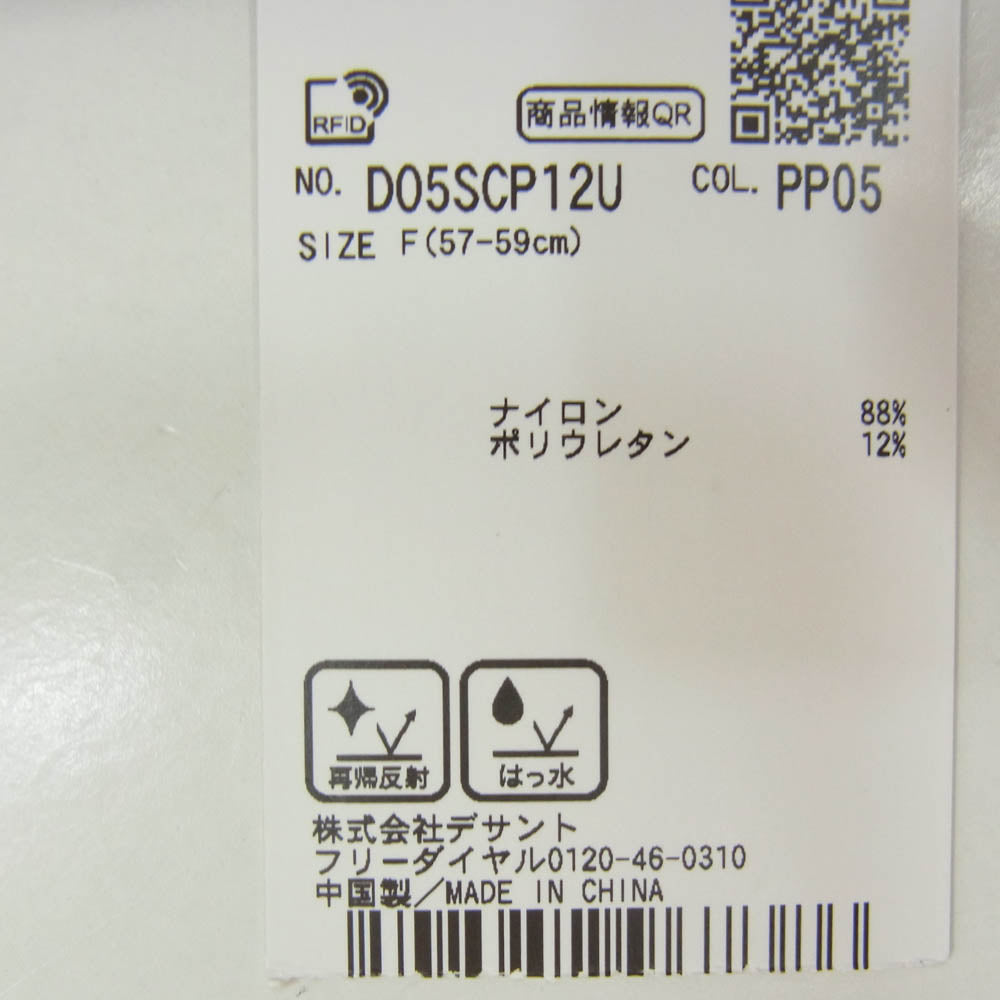 RFID
商品情報QR
NO. D05SCP12U COL. PP05
SIZE F(57-59cm)
ナイロン 88%
ポリウレタン 12%
再帰反射 はっ水
株式会社デサント
フリーダイヤル0120-46-0310
中国製/MADE IN CHINA